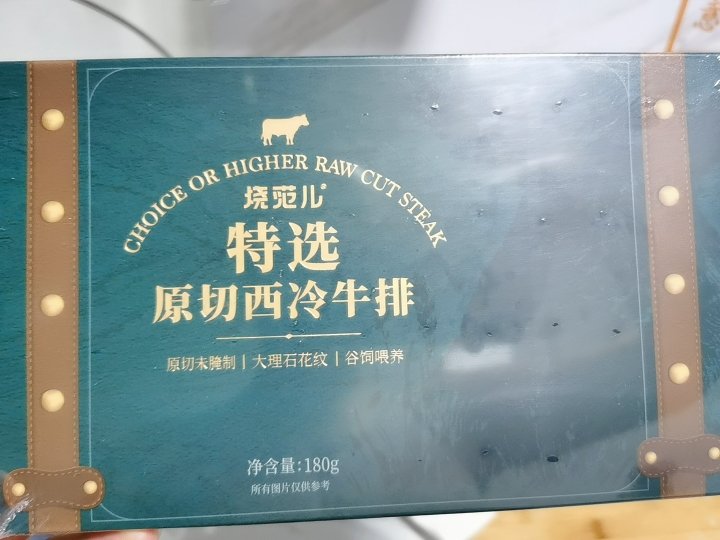 CHOICE OR HIGHER RAW CUT STEAK
烧范儿
特选
原切西冷牛排
原切未腌制 | 大理石花纹 | 谷饲喂养
净含量:180g
所有图片仅供参考